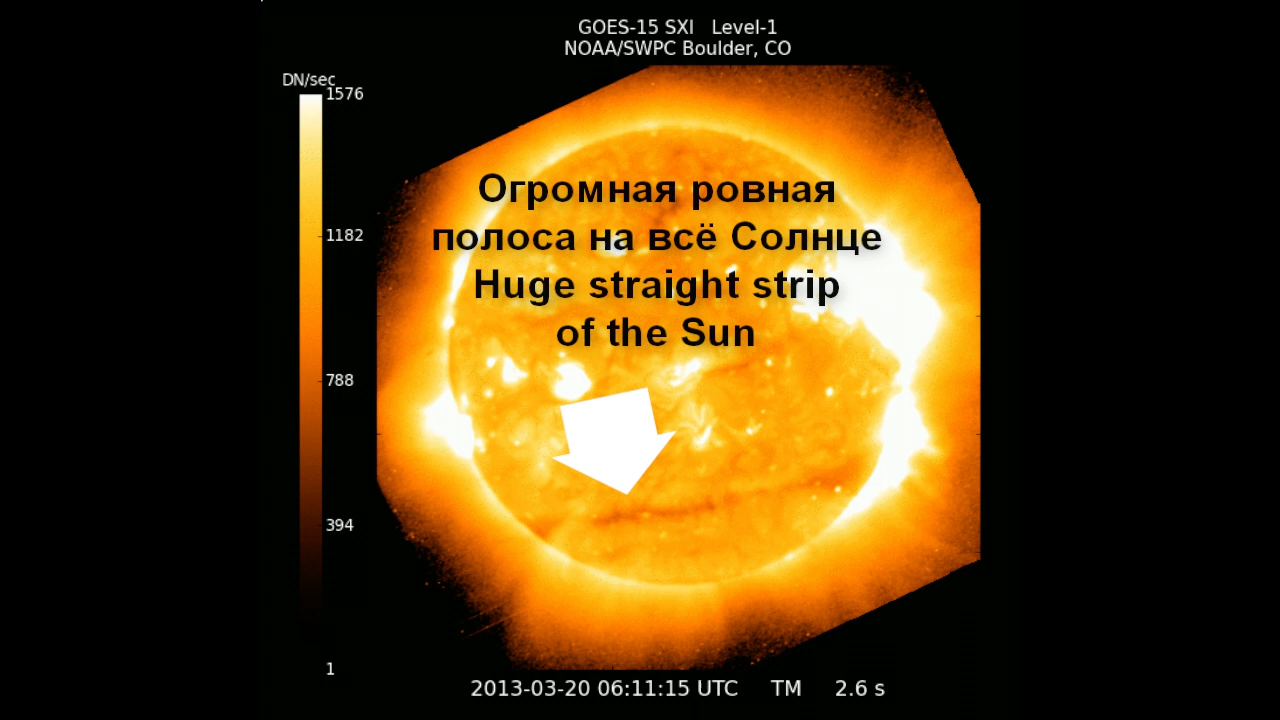 GOES-15 SXI Level-1
NOAA/SWPC Boulder, CO
DN/sec
1576
1182
788
394
1
Огромная ровная
полоса на всё Солнце
Huge straight strip
of the Sun
2013-03-20 06:11:15 UTC TM 2.6 s